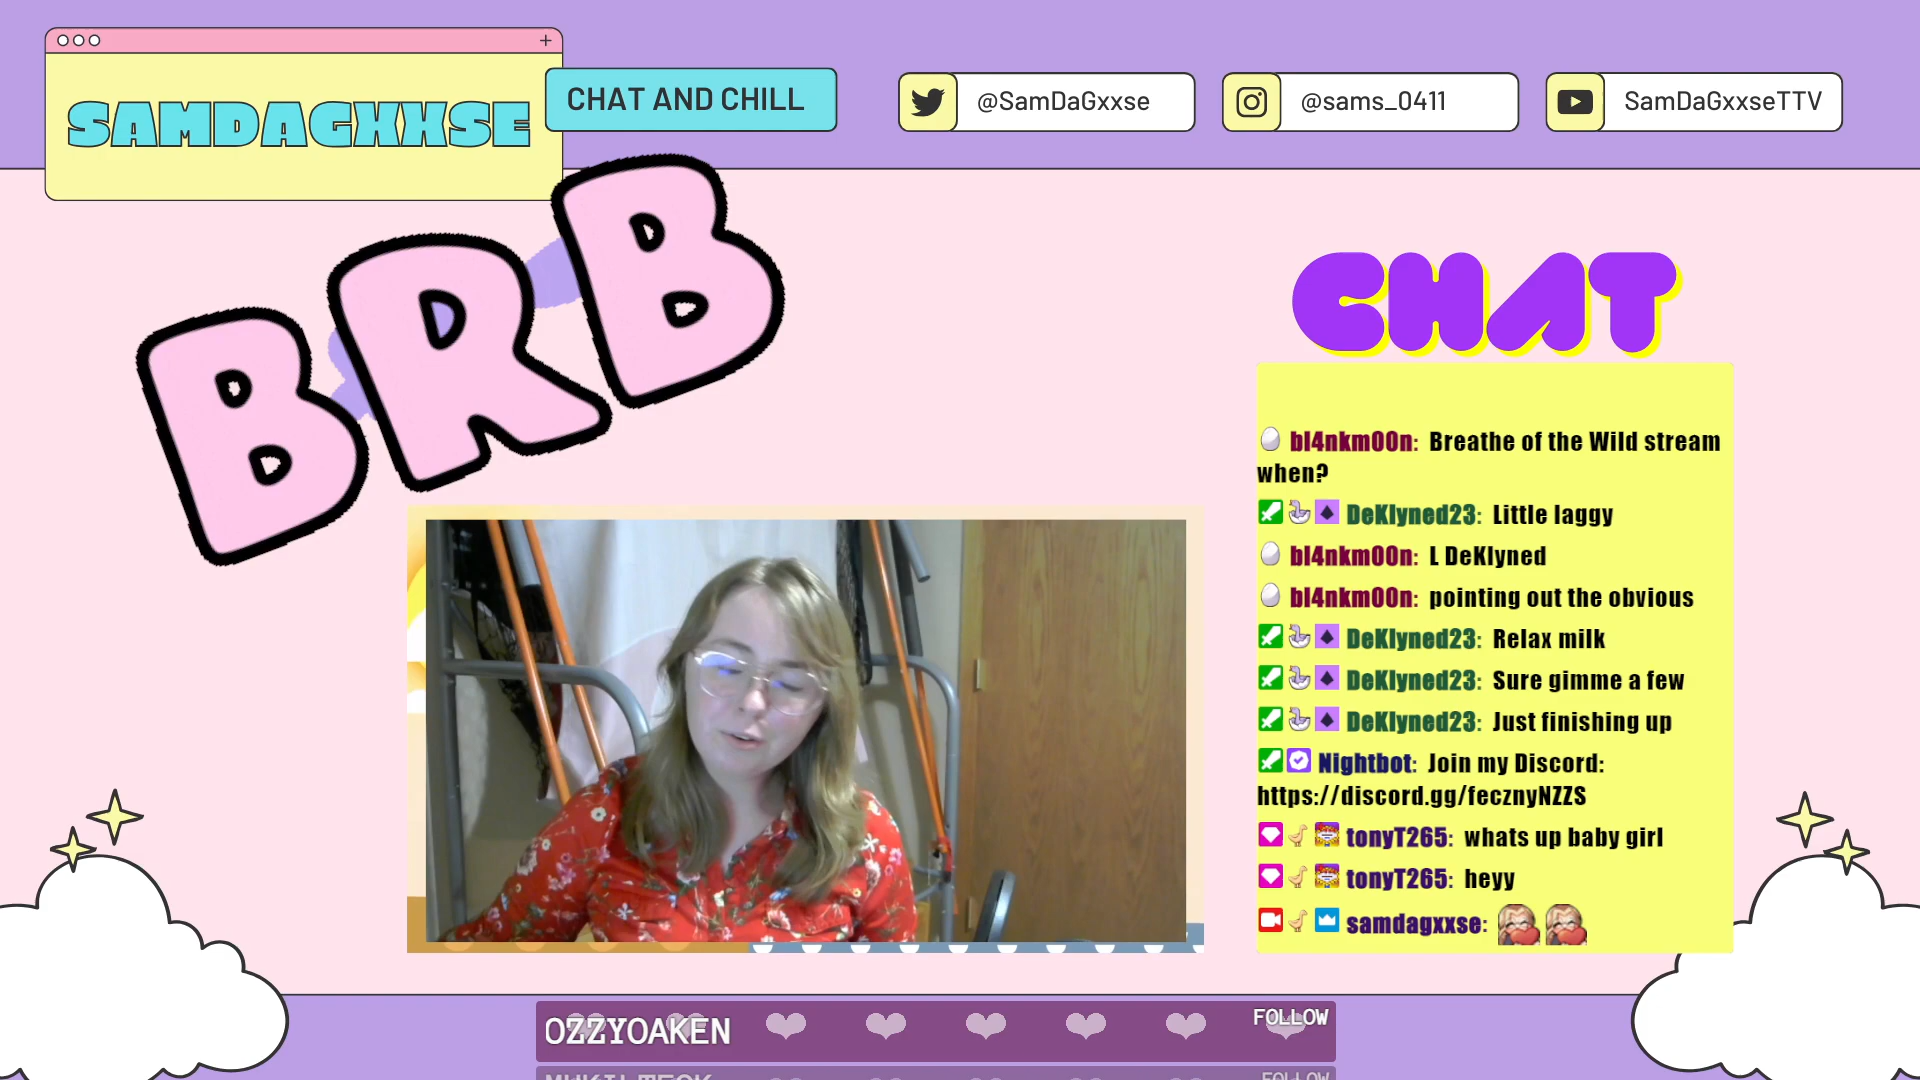 SAMDAGXXSE
CHAT AND CHILL
@SamDaGxxse
@sams_0411
SamDaGxxseTTV
BRB
CHAT
bl4nkm00n: Breathe of the Wild stream
when?
DeKlyned23: Little laggy
bl4nkm00n: L DeKlyned
bl4nkm00n: pointing out the obvious
DeKlyned23: Relax milk
DeKlyned23: Sure gimme a few
DeKlyned23: Just finishing up
Nightbot: Join my Discord:
https://discord.gg/fecznyNZZS
tonyT265: whats up baby girl
tonyT265: heyy
samdagxxse:
OZZYOAKEN
FOLLOW
FOLLOW